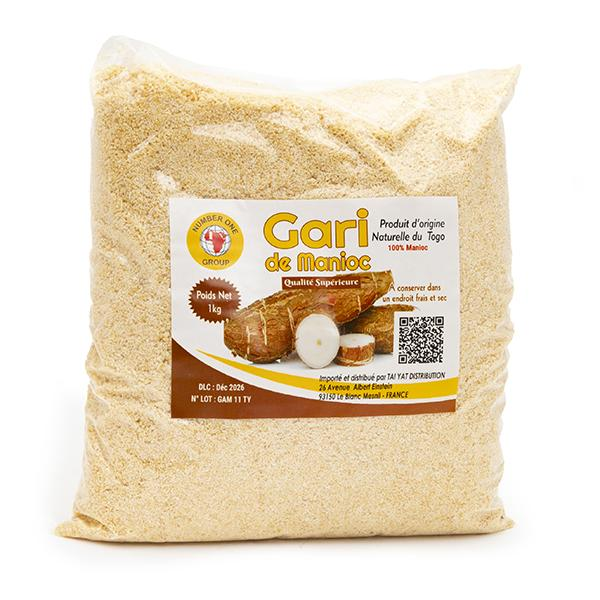 NUMBER ONE
GROUP
Gari
de Manioc
Qualité Supérieure
Produit d'origine
Naturelle du Togo
100% Manioc
Poids Net
1kg
A conserver dans
un endroit frais et sec
DLC : Déc 2026
N° LOT : GAM 11 TY
Importé et distribué par TAI YAT DISTRIBUTION
26 Avenue Albert Einstein
93150 Le Blanc Mesnil - FRANCE